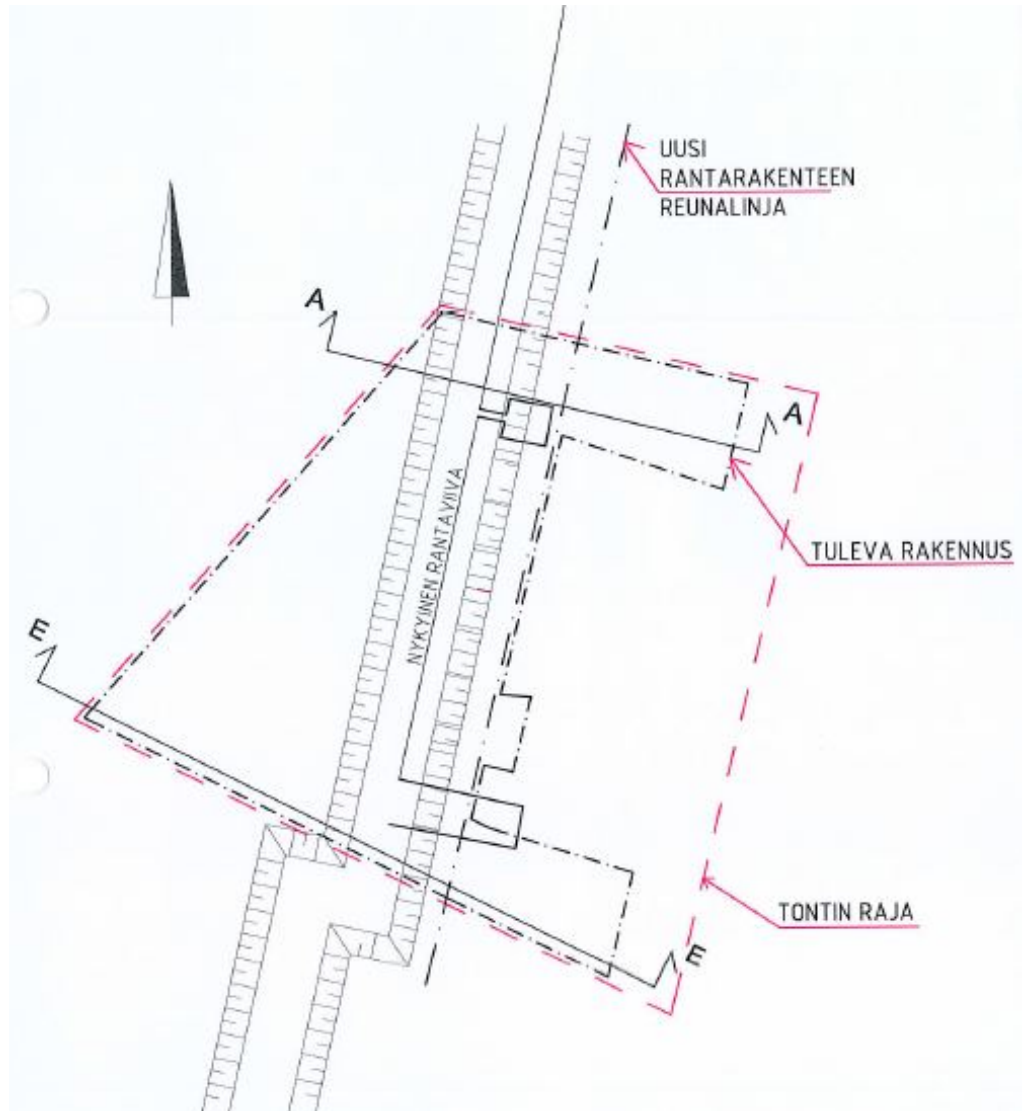 UUSI
RANTARAKENTEEN
REUNALINJA
A
A
NYKYINEN RANTAVIIVA
TULEVA RAKENNUS
E
TONTIN RAJA
E